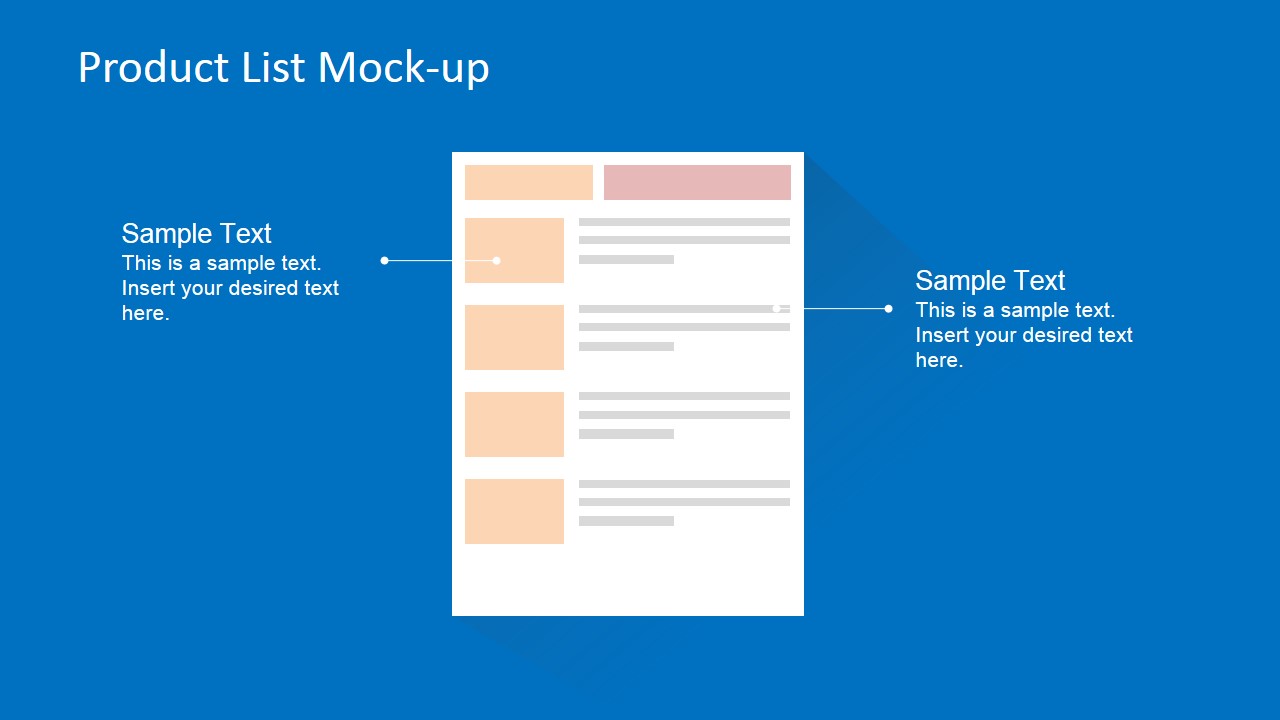 Product List Mock-up
Sample Text
This is a sample text.
Insert your desired text
here.
Sample Text
This is a sample text.
Insert your desired text
here.